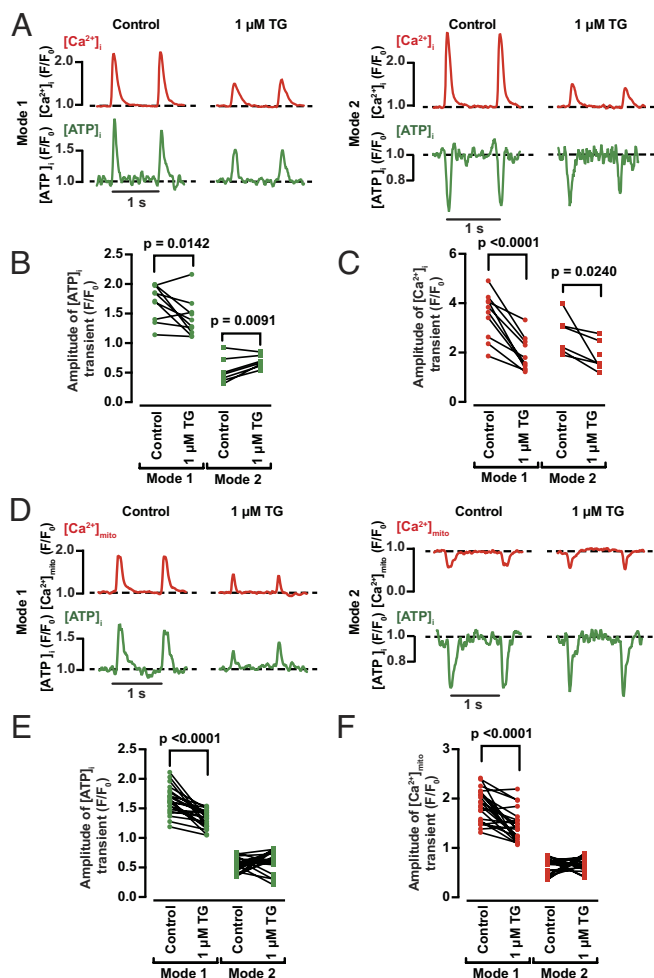 A
Control
1 µM TG
[Ca²⁺]i
2.0
1.0
[Ca²⁺]i (F/F₀)
Mode 1
[ATP]i
1.5
1.0
[ATP]i (F/F₀)
1 s
Control
1 µM TG
[Ca²⁺]i
2.0
1.0
[Ca²⁺]i (F/F₀)
Mode 2
[ATP]i
1.0
0.8
[ATP]i (F/F₀)
1 s
B
p = 0.0142
p = 0.0091
Amplitude of [ATP]i
transient (F/F₀)
2.5
2.0
1.5
1.0
0.5
0.0
Control
1 µM TG
Control
1 µM TG
Mode 1
Mode 2
C
p <0.0001
p = 0.0240
Amplitude of [Ca²⁺]i
transient (F/F₀)
6
4
2
0
Control
1 µM TG
Control
1 µM TG
Mode 1
Mode 2
D
Control
1 µM TG
[Ca²⁺]mito
2.0
1.0
[Ca²⁺]mito (F/F₀)
Mode 1
[ATP]i
1.5
1.0
[ATP]i (F/F₀)
1 s
Control
1 µM TG
[Ca²⁺]mito
1.0
0
[Ca²⁺]mito (F/F₀)
Mode 2
[ATP]i
1.0
0.8
[ATP]i (F/F₀)
1 s
E
p <0.0001
Amplitude of [ATP]i
transient (F/F₀)
2.5
2.0
1.5
1.0
0.5
0.0
Control
1 µM TG
Control
1 µM TG
Mode 1
Mode 2
F
p <0.0001
Amplitude of [Ca²⁺]mito
transient (F/F₀)
3
2
1
0
Control
1 µM TG
Control
1 µM TG
Mode 1
Mode 2